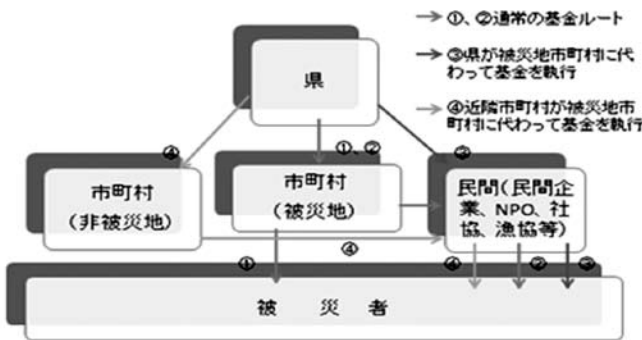 →①、②通常の基金ルート
→③県が被災地市町村に代
わって基金を執行
→④近隣市町村が被災地市
町村に代わって基金を執行
県
④
①、②
③
市町村
(非被災地)
市町村
(被災地)
民間(民間企
業、NPO、社
協、漁協等)
④
①
④
②
③
被 災 者